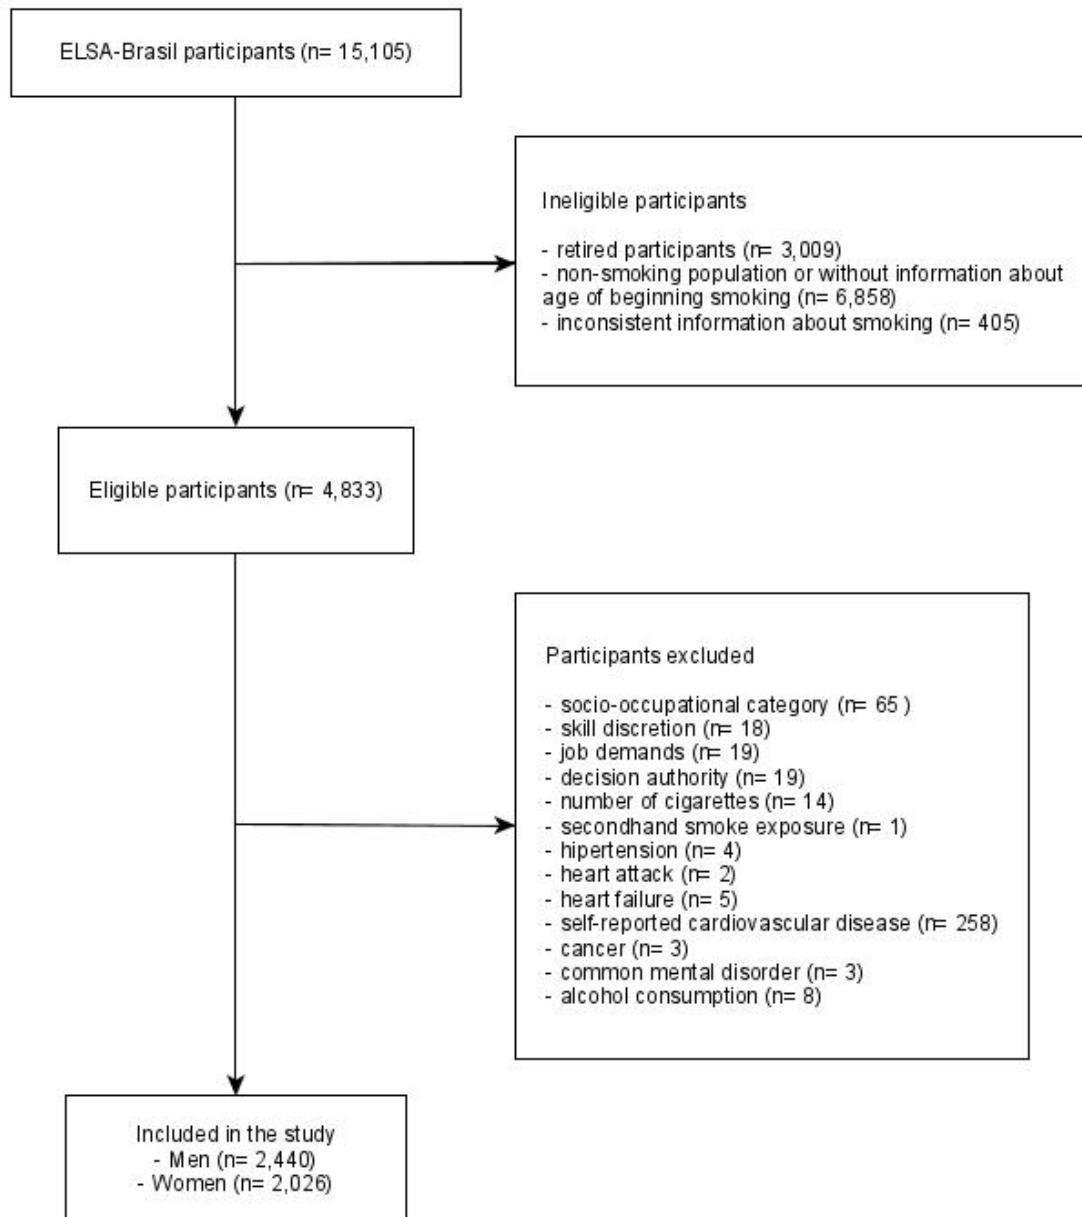 ELSA-Brasil participants (n= 15,105)
Ineligible participants
- retired participants (n= 3,009)
- non-smoking population or without information about
age of beginning smoking (n= 6,858)
- inconsistent information about smoking (n= 405)
Eligible participants (n= 4,833)
Participants excluded
- socio-occupational category (n= 65 )
- skill discretion (n= 18)
- job demands (n= 19)
- decision authority (n= 19)
- number of cigarettes (n= 14)
- secondhand smoke exposure (n= 1)
- hipertension (n= 4)
- heart attack (n= 2)
- heart failure (n= 5)
- self-reported cardiovascular disease (n= 258)
- cancer (n= 3)
- common mental disorder (n= 3)
- alcohol consumption (n= 8)
Included in the study
- Men (n= 2,440)
- Women (n= 2,026)